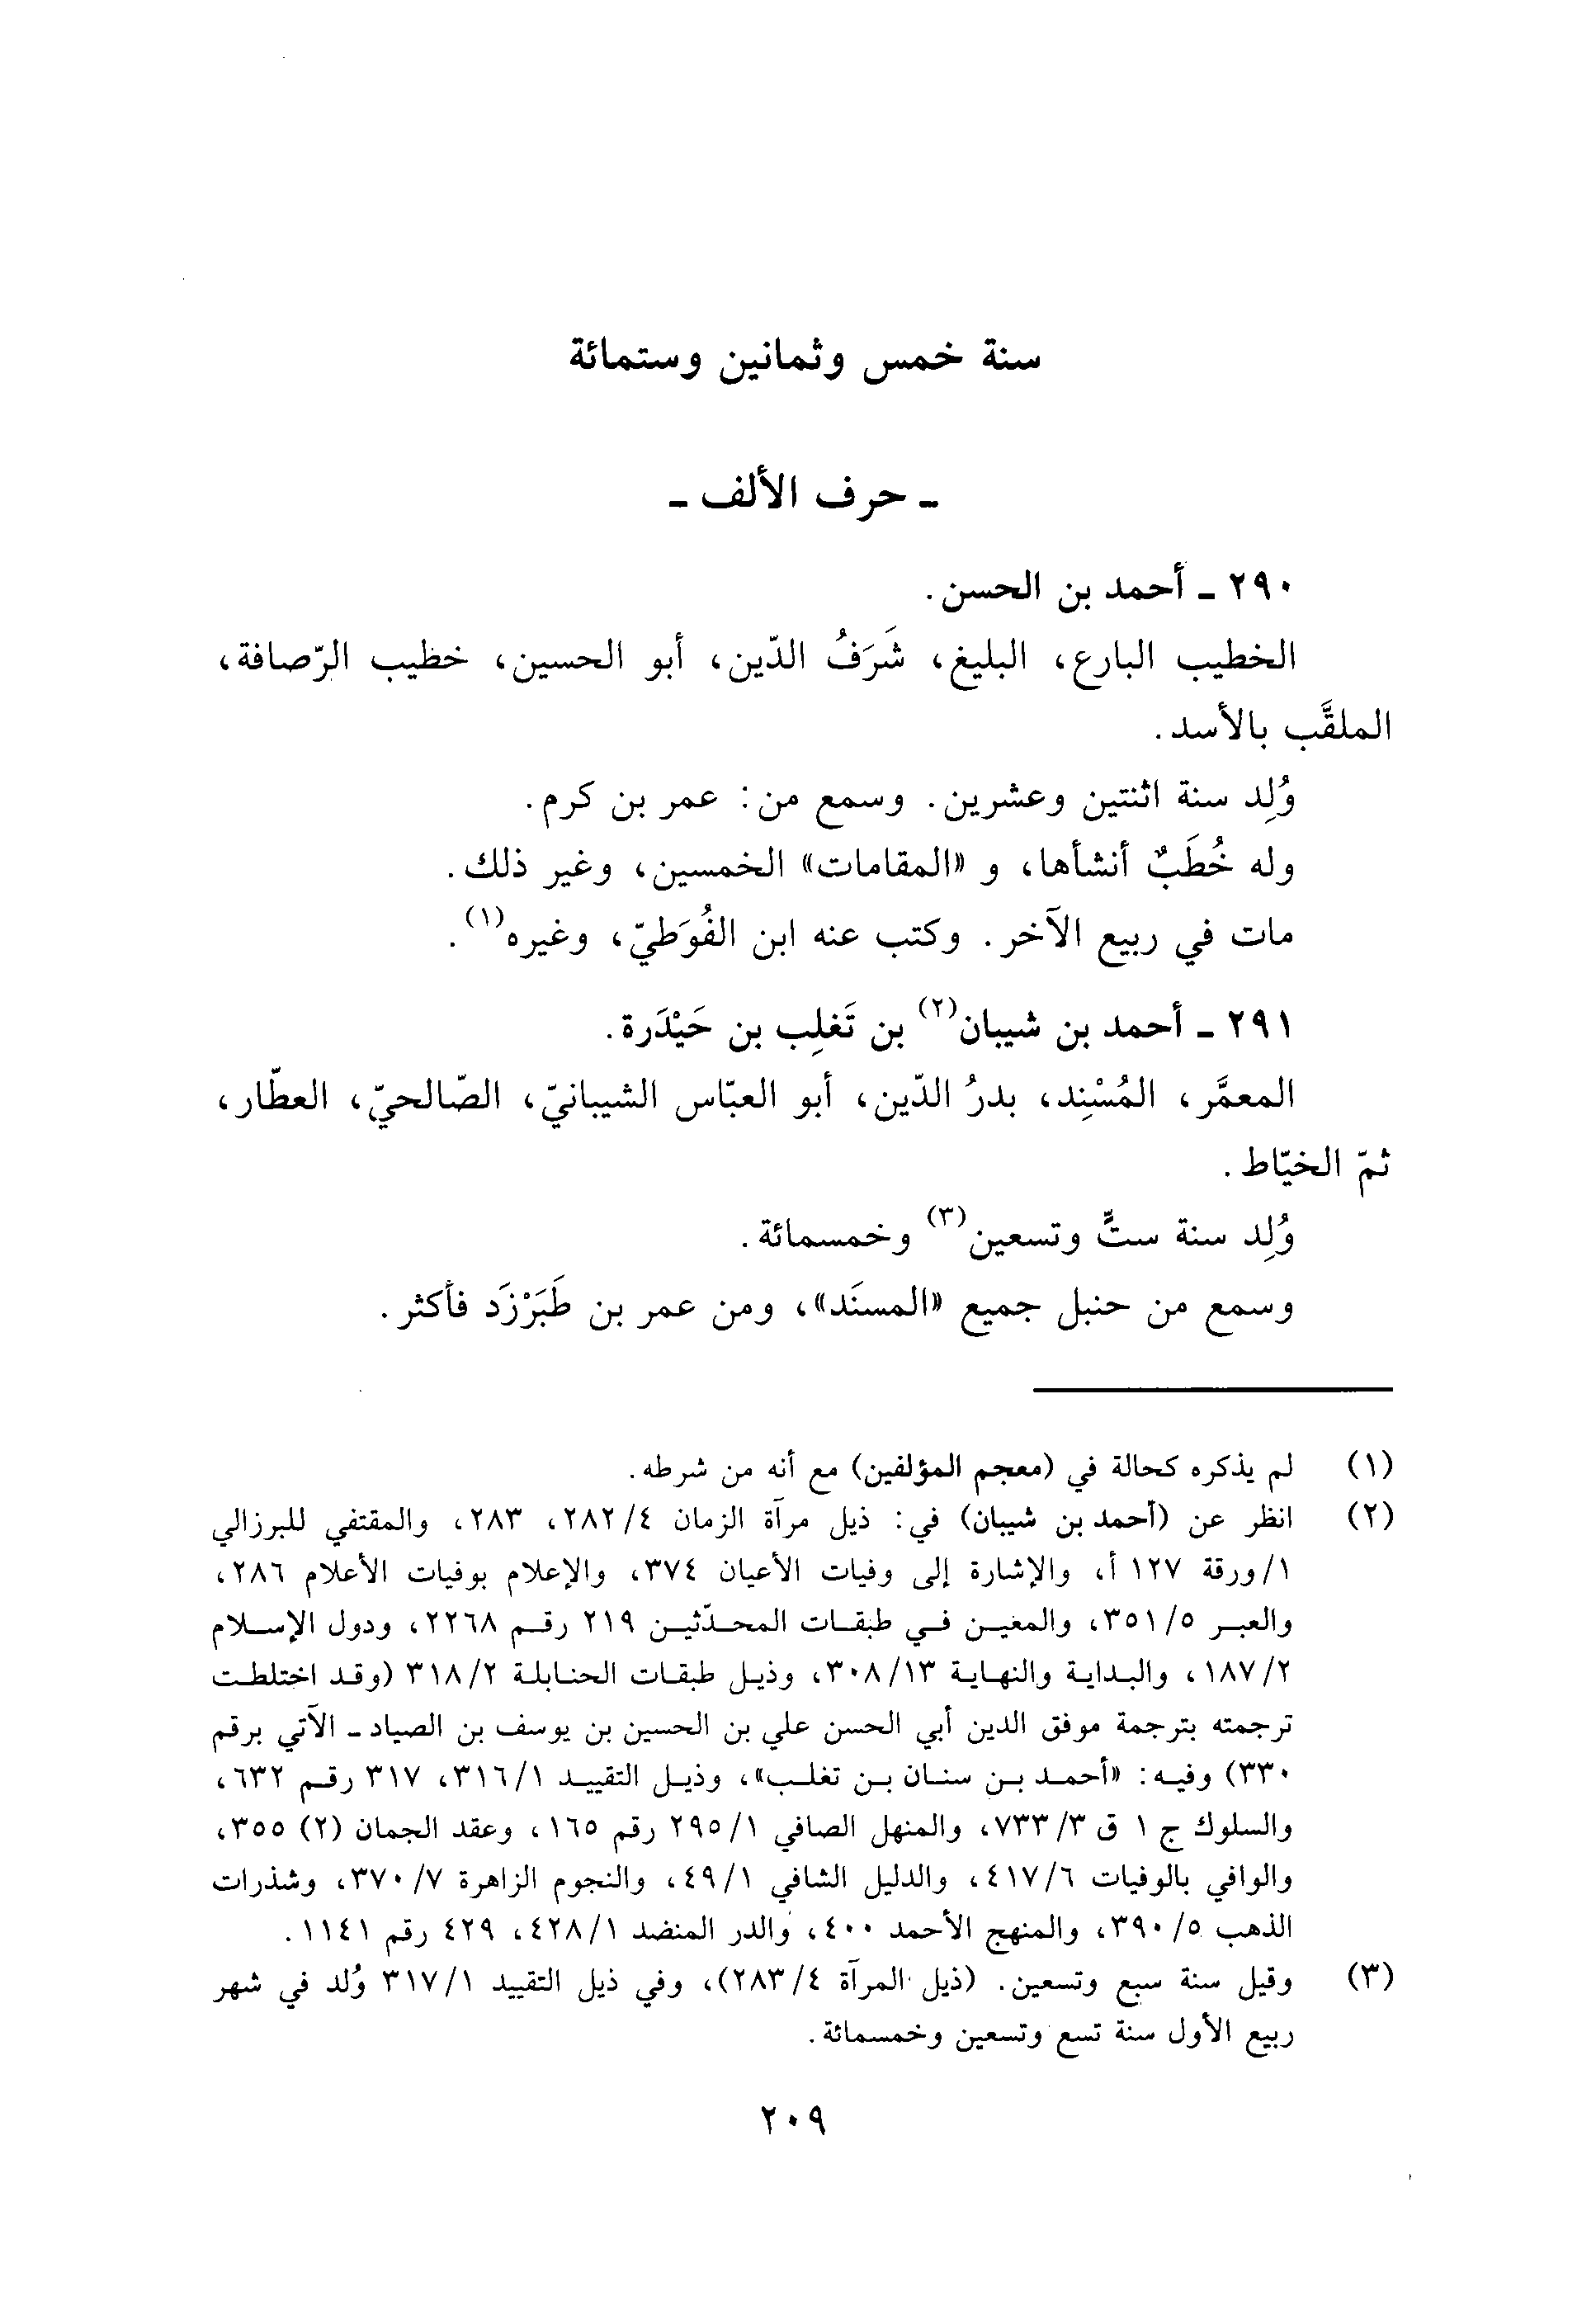 سنة خمس وثمانين وستمائة
ـ حرف الألف ـ
٢٩٠ ـ أحمد بن الحسن.
الخطيب البارع، البليغ، شَرَفُ الدّين، أبو الحسين، خطيب الرّصافة،
الملقَّب بالأسد.
وُلِد سنة اثنتين وعشرين. وسمع من: عمر بن كرم.
وله خُطَبٌ أنشأها، و «المقامات» الخمسين، وغير ذلك.
مات في ربيع الآخر. وكتب عنه ابن الفُوَطيّ، وغيره(١).
٢٩١ ـ أحمد بن شيبان(٢) بن تَغلِب بن حَيْدَرة.
المعمَّر، المُسْنِد، بدرُ الدّين، أبو العبّاس الشيبانيّ، الصّالحيّ، العطّار،
ثمّ الخيّاط.
وُلِد سنة ستٍّ وتسعين(٣) وخمسمائة.
وسمع من حنبل جميع «المسنَد»، ومن عمر بن طَبَرْزَد فأكثر.
(١) لم يذكره كحالة في (معجم المؤلفين) مع أنه من شرطه.
(٢) انظر عن (أحمد بن شيبان) في: ذيل مرآة الزمان ٤/٢٨٢، ٢٨٣، والمقتفي للبرزالي
١/ورقة ١٢٧ أ، والإشارة إلى وفيات الأعيان ٣٧٤، والإعلام بوفيات الأعلام ٢٨٦،
والعبر ٥/٣٥١، والمعين في طبقات المحدّثين ٢١٩ رقم ٢٢٦٨، ودول الإسلام
٢/١٨٧، والبداية والنهاية ١٣/٣٠٨، وذيل طبقات الحنابلة ٢/٣١٨ (وقد اختلطت
ترجمته بترجمة موفق الدين أبي الحسن علي بن الحسين بن يوسف بن الصياد ـ الآتي برقم
٣٣٠) وفيه: «أحمد بن سنان بن تغلب»، وذيل التقييد ١/٣١٦، ٣١٧ رقم ٦٣٢،
والسلوك ج ١ ق ٣/٧٣٣، والمنهل الصافي ١/٢٩٥ رقم ١٦٥، وعقد الجمان (٢) ٣٥٥،
والوافي بالوفيات ٦/٤١٧، والدليل الشافي ١/٤٩، والنجوم الزاهرة ٧/٣٧٠، وشذرات
الذهب ٥/٣٩٠، والمنهج الأحمد ٤٠٠، والدر المنضد ١/٤٢٨، ٤٢٩ رقم ١١٤١.
(٣) وقيل سنة سبع وتسعين. (ذيل المرآة ٤/٢٨٣)، وفي ذيل التقييد ١/٣١٧ وُلد في شهر
ربيع الأول سنة تسع وتسعين وخمسمائة.
٢٠٩